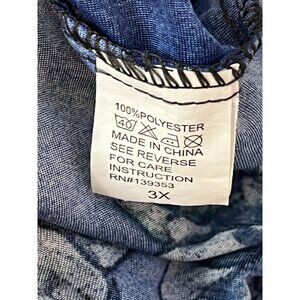 100%POLYESTER
40
MADE IN CHINA
SEE REVERSE
FOR CARE
INSTRUCTION
RN#139353
3X